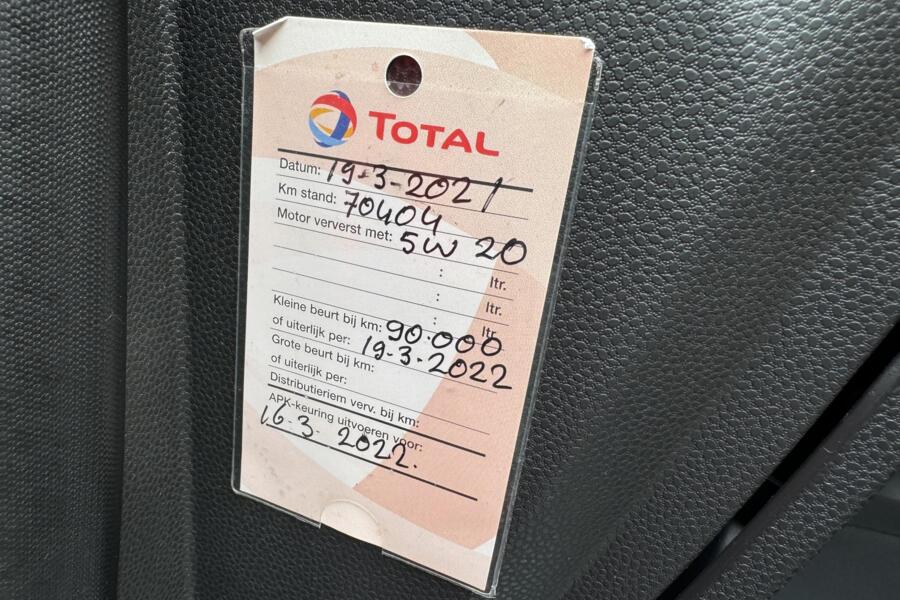 TOTAL
Datum: 19-3-2021
Km stand: 70404
Motor ververst met: 5W 20
: ltr.
: ltr.
: ltr.
Kleine beurt bij km: 90.000
of uiterlijk per: 19-3-2022
Grote beurt bij km:
of uiterlijk per:
Distributieriem verv. bij km:
APK-keuring uitvoeren voor:
16-3-2022.